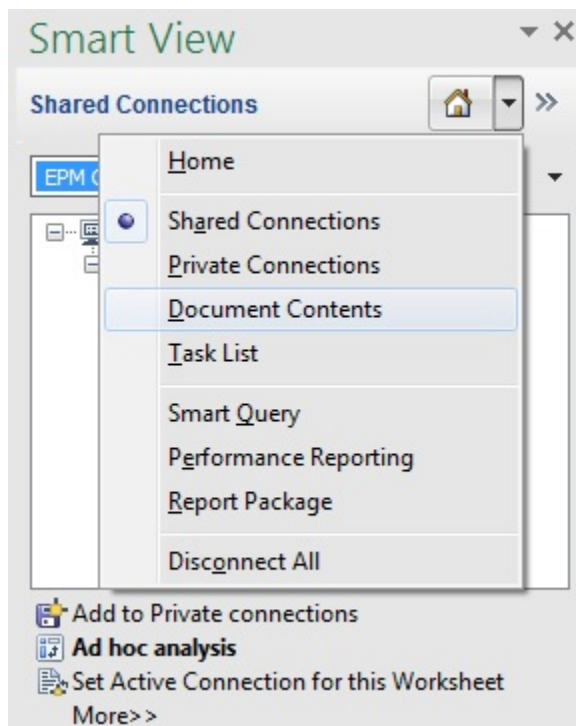 Smart View
Shared Connections
EPM
Home
Shared Connections
Private Connections
Document Contents
Task List
Smart Query
Performance Reporting
Report Package
Disconnect All
Add to Private connections
Ad hoc analysis
Set Active Connection for this Worksheet
More>>